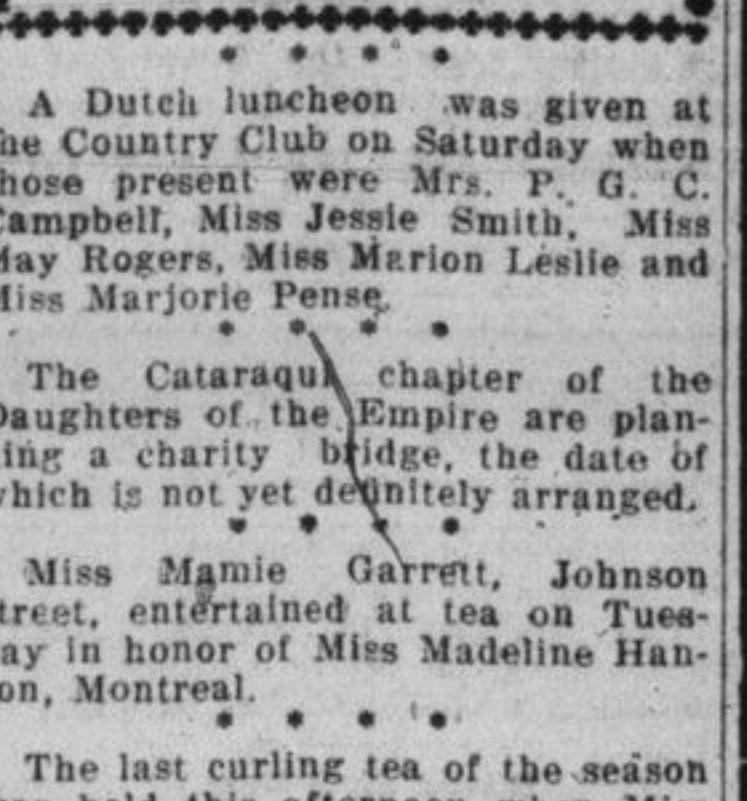 A Dutch luncheon was given at
he Country Club on Saturday when
hose present were Mrs. P. G. C.
Campbell, Miss Jessie Smith, Miss
May Rogers, Miss Marion Leslie and
Miss Marjorie Pense.
The Cataraqui chapter of the
Daughters of the Empire are plan-
ing a charity bridge, the date of
which is not yet definitely arranged.
Miss Mamie Garrett, Johnson
treet, entertained at tea on Tues-
ay in honor of Miss Madeline Han-
on, Montreal.
The last curling tea of the season
held this afternoon